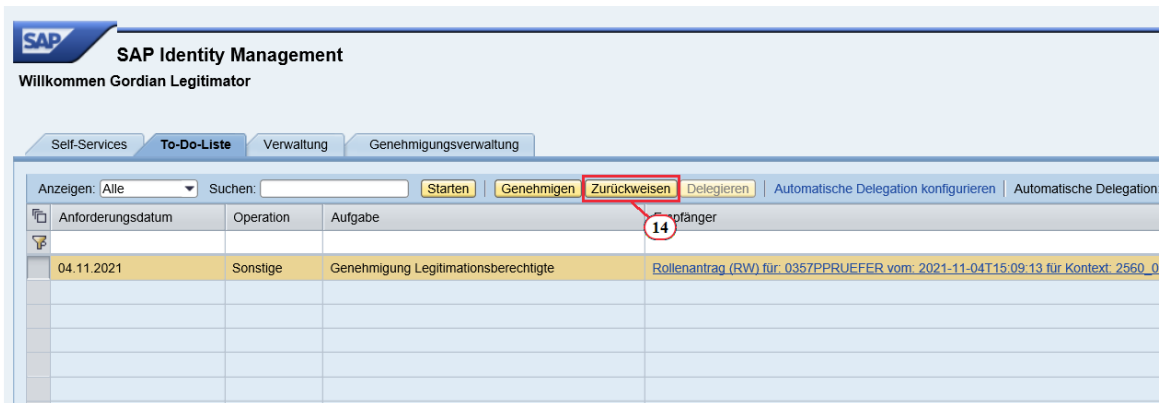 SAP
SAP Identity Management
Willkommen Gordian Legitimator
Self-Services To-Do-Liste Verwaltung Genehmigungsverwaltung
Anzeigen: Alle Suchen: Starten Genehmigen Zurückweisen Delegieren Automatische Delegation konfigurieren Automatische Delegation:
Anforderungsdatum Operation Aufgabe
14
04.11.2021 Sonstige Genehmigung Legitimationsberechtigte Rollenantrag (RW) für: 0357PPRUEFER vom: 2021-11-04T15:09:13 für Kontext: 2560_0